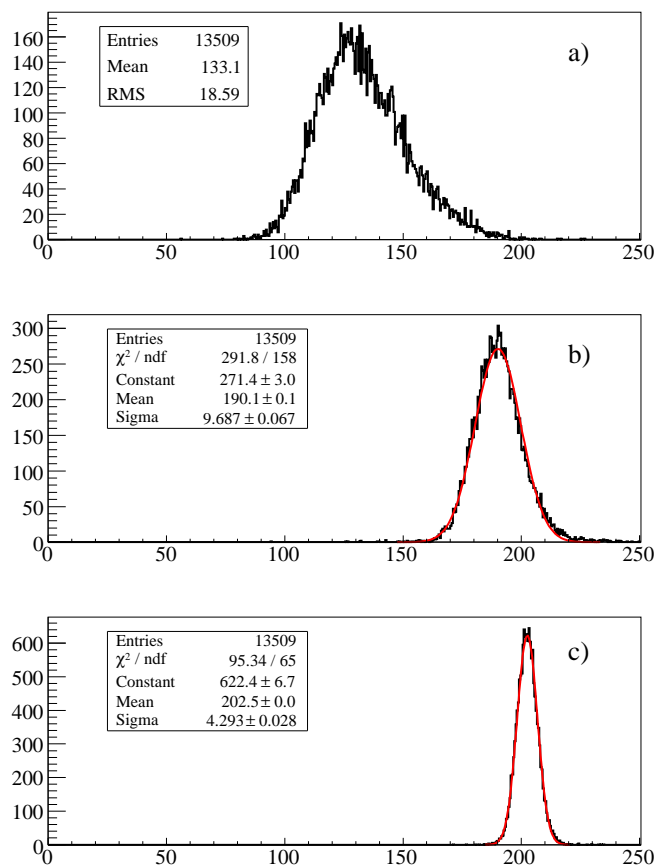 160
140
120
100
80
60
40
20
0
Entries 13509
Mean 133.1
RMS 18.59
a)
0 50 100 150 200 250
300
250
200
150
100
50
0
Entries 13509
χ² / ndf 291.8 / 158
Constant 271.4 ± 3.0
Mean 190.1 ± 0.1
Sigma 9.687 ± 0.067
b)
0 50 100 150 200 250
600
500
400
300
200
100
0
Entries 13509
χ² / ndf 95.34 / 65
Constant 622.4 ± 6.7
Mean 202.5 ± 0.0
Sigma 4.293 ± 0.028
c)
0 50 100 150 200 250